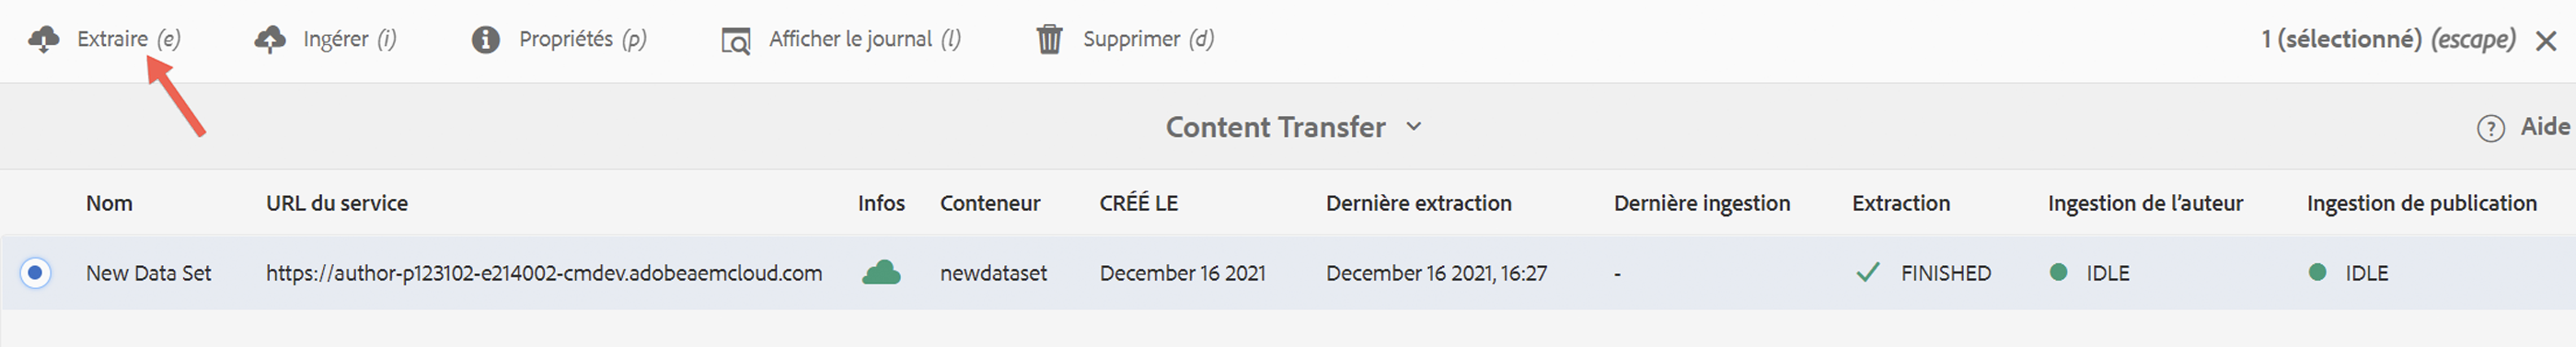 Extraire (e) Ingérer (i) Propriétés (p) Afficher le journal (l) Supprimer (d) 1 (sélectionné) (escape)
Content Transfer
? Aide
Nom URL du service Infos Conteneur CRÉÉ LE Dernière extraction Dernière ingestion Extraction Ingestion de l’auteur Ingestion de publication
New Data Set https://author-p123102-e214002-cmdev.adobeaemcloud.com newdataset December 16 2021 December 16 2021, 16:27 - FINISHED IDLE IDLE